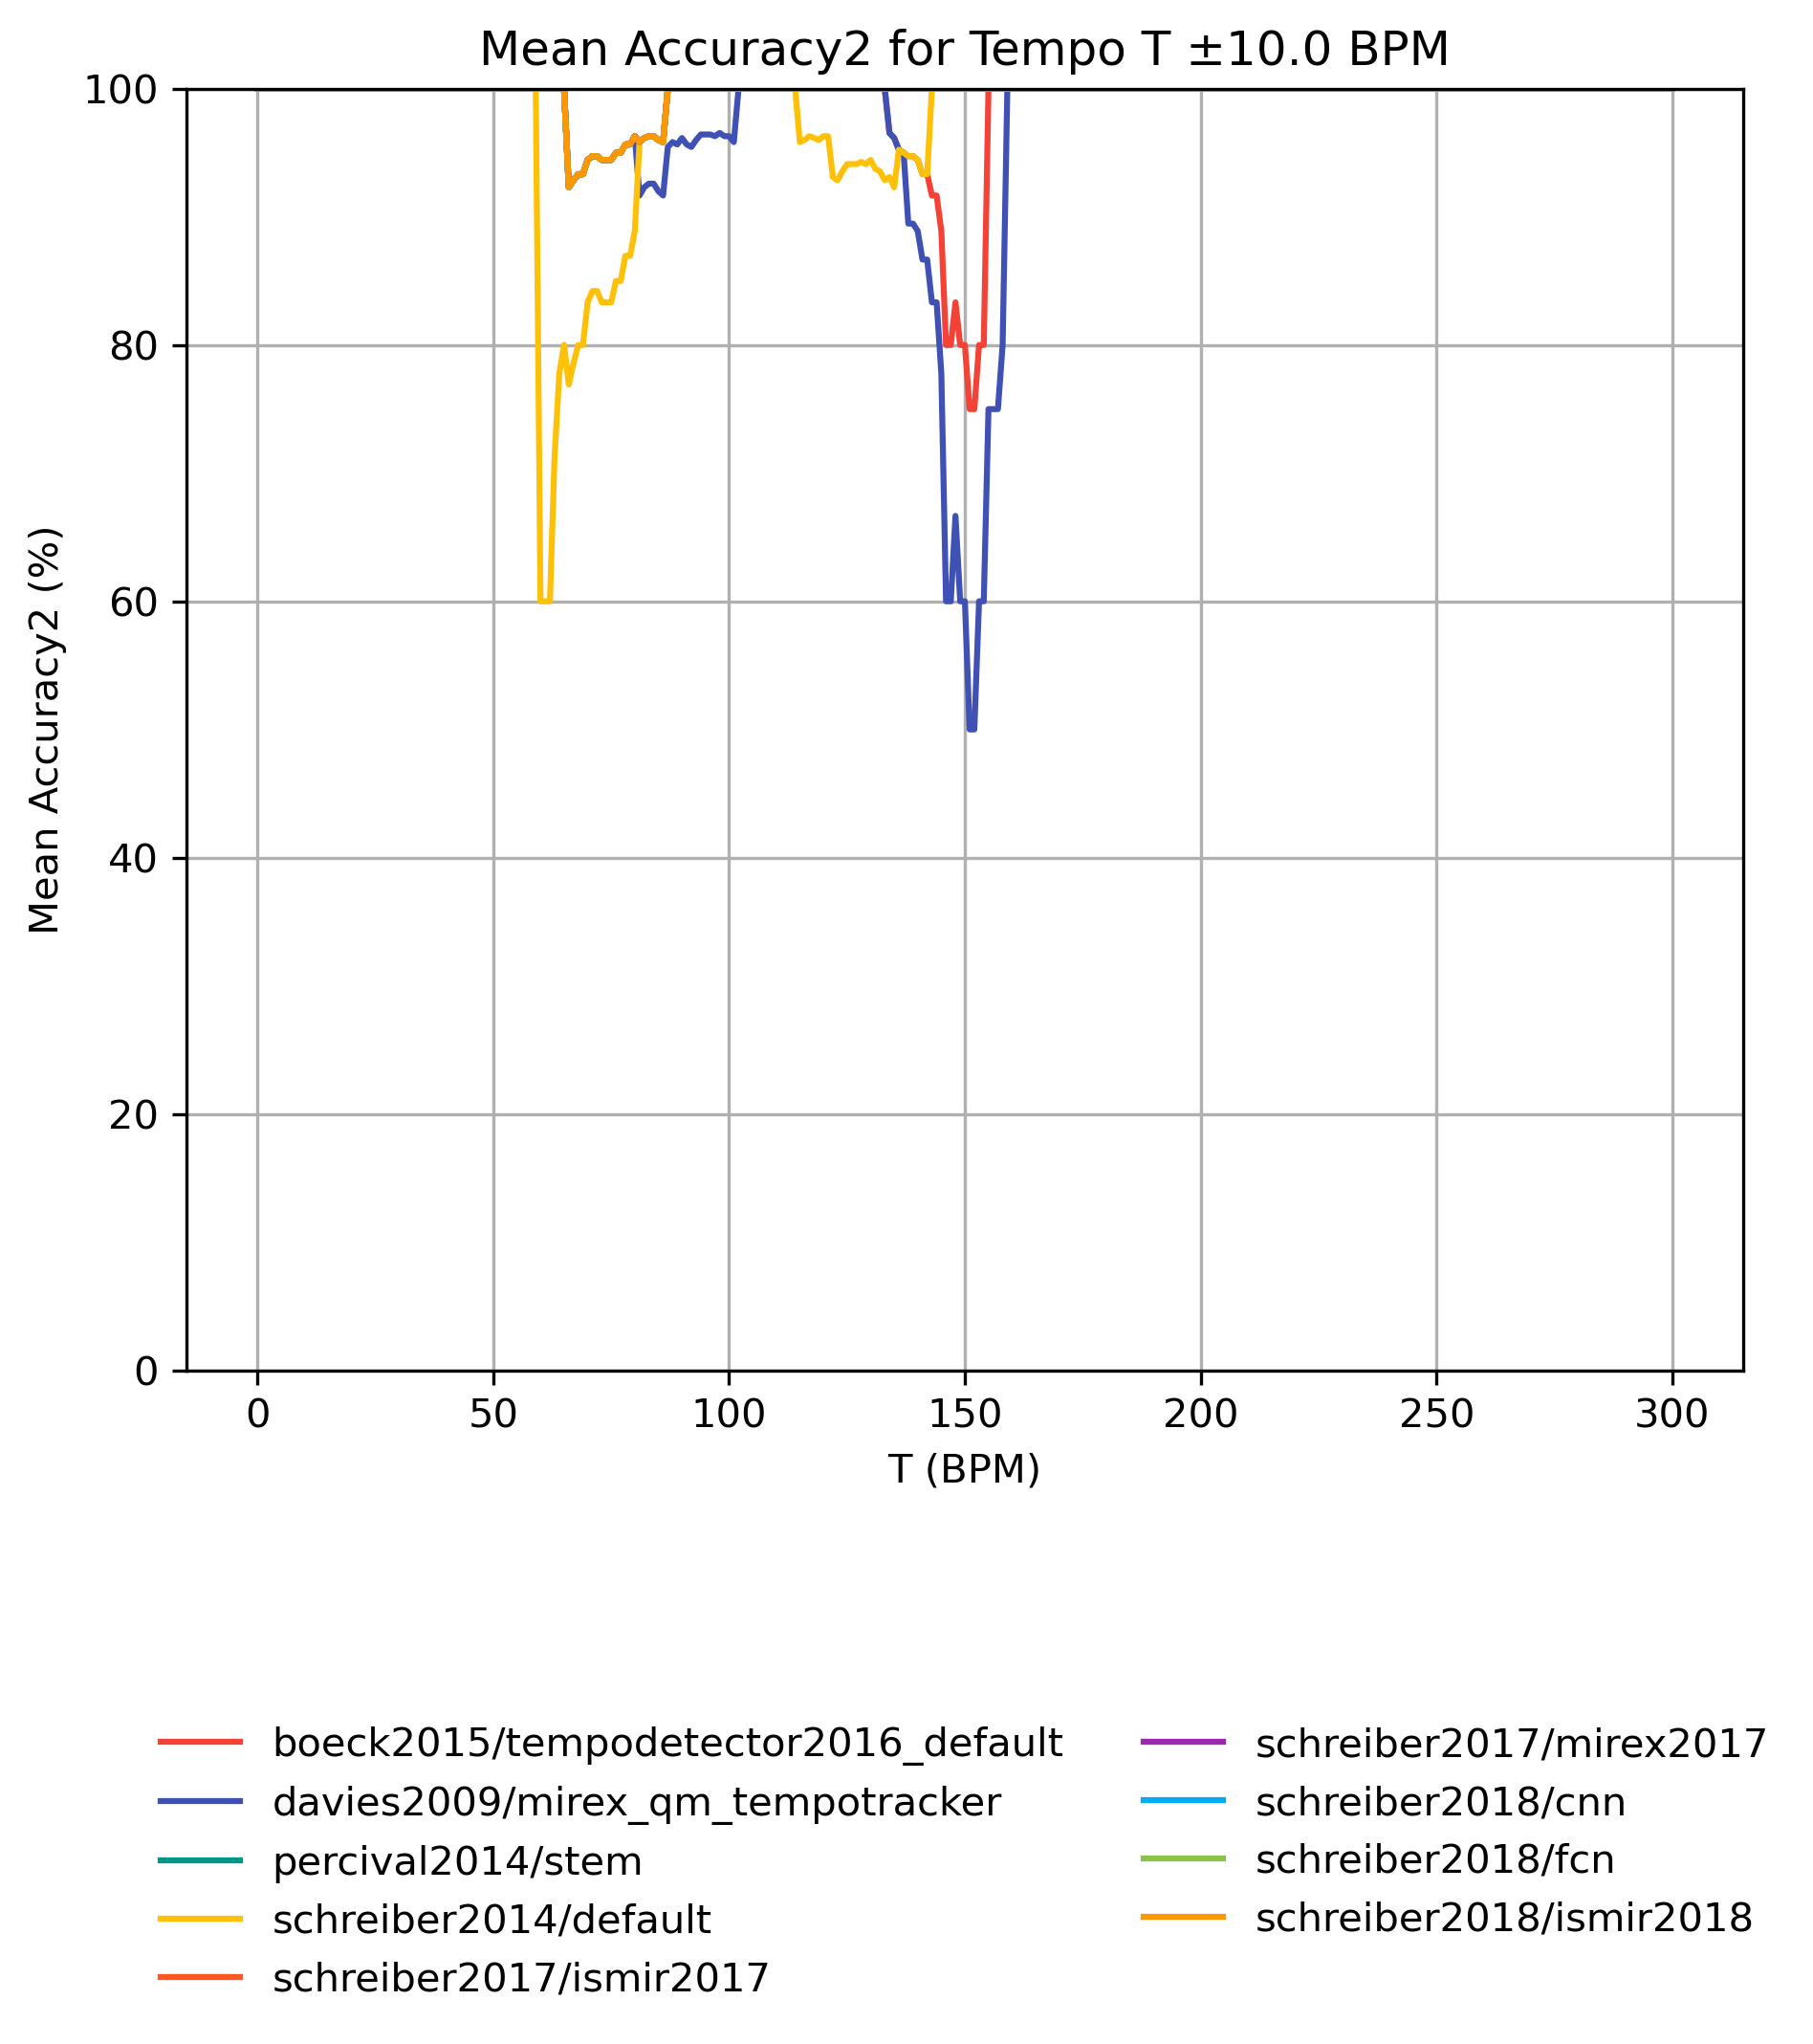 Mean Accuracy2 for Tempo T ±10.0 BPM
100
80
60
40
20
0
Mean Accuracy2 (%)
0 50 100 150 200 250 300
T (BPM)
boeck2015/tempodetector2016_default
davies2009/mirex_qm_tempotracker
percival2014/stem
schreiber2014/default
schreiber2017/ismir2017
schreiber2017/mirex2017
schreiber2018/cnn
schreiber2018/fcn
schreiber2018/ismir2018